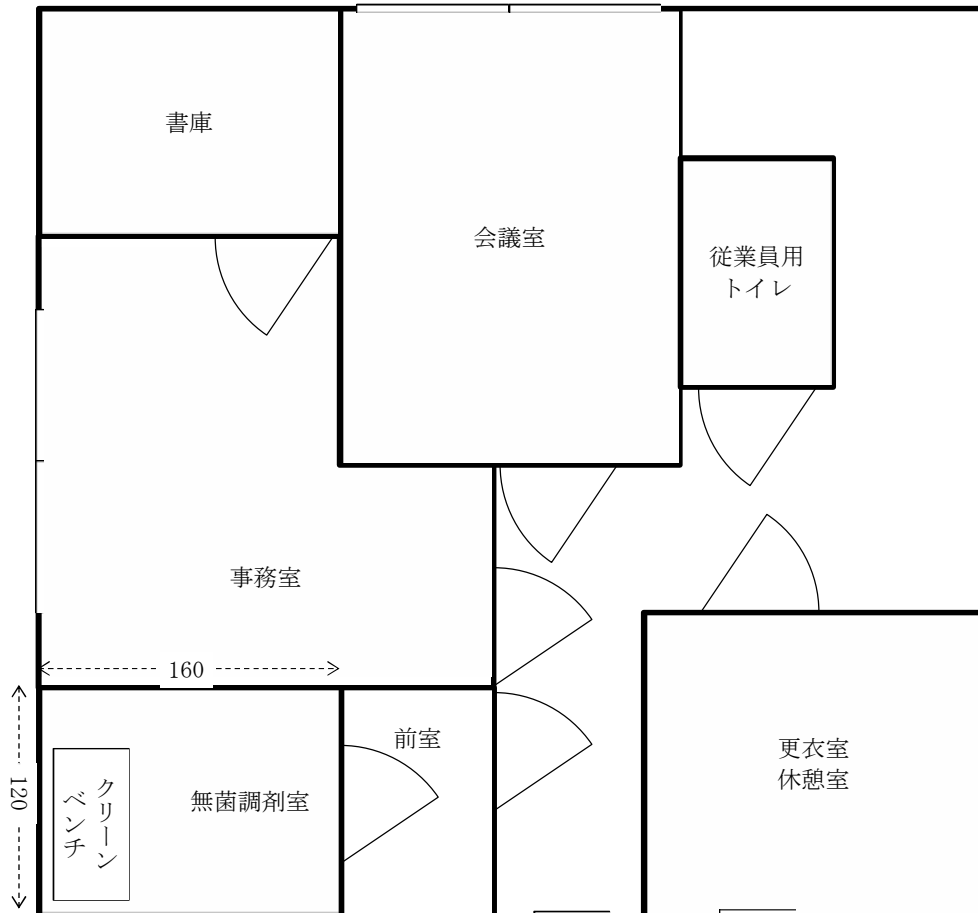 書庫
会議室
従業員用
トイレ
事務室
160
前室
120
クリーン
ベンチ
無菌調剤室
更衣室
休憩室